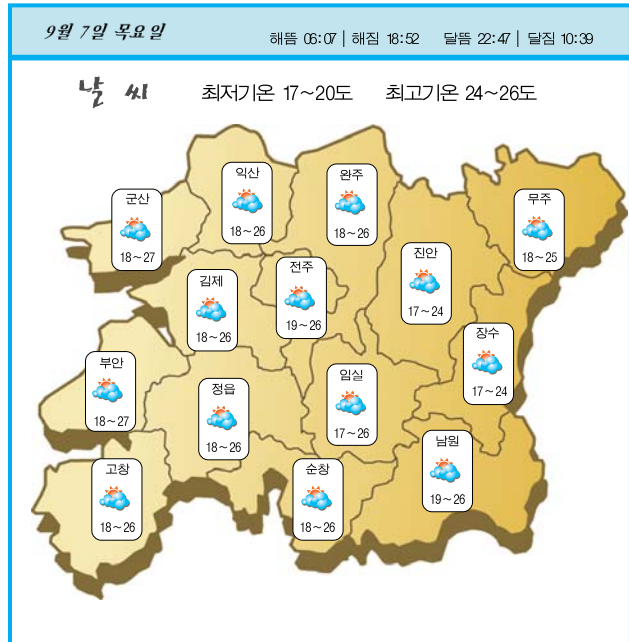 9월 7일 목요일
해뜸 06:07 | 해짐 18:52 달뜸 22:47 | 달짐 10:39
날 씨 최저기온 17~20도 최고기온 24~26도
익산
18~26
완주
18~26
군산
18~27
무주
18~25
진안
17~24
전주
19~26
김제
18~26
장수
17~24
부안
18~27
임실
17~26
정읍
18~26
남원
19~26
고창
18~26
순창
18~26